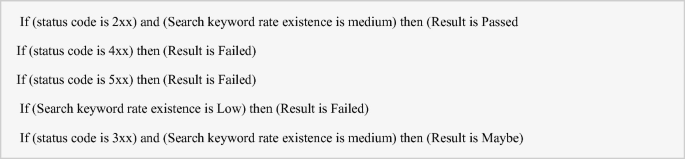 If (status code is 2xx) and (Search keyword rate existence is medium) then (Result is Passed
If (status code is 4xx) then (Result is Failed)
If (status code is 5xx) then (Result is Failed)
If (Search keyword rate existence is Low) then (Result is Failed)
If (status code is 3xx) and (Search keyword rate existence is medium) then (Result is Maybe)